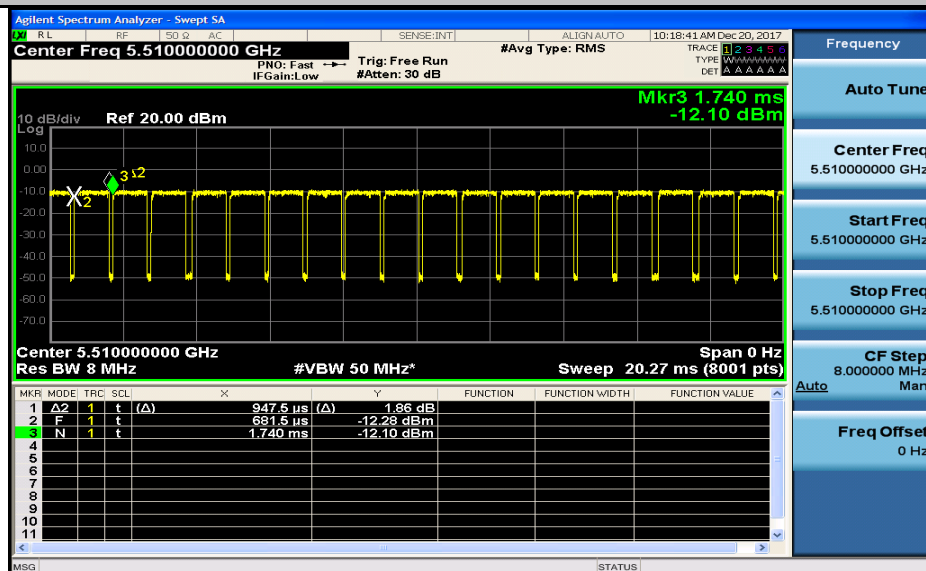 Agilent Spectrum Analyzer - Swept SA
LXI RL RF 50 Ω AC SENSE:INT ALIGN AUTO 10:18:41 AM Dec 20, 2017
Center Freq 5.510000000 GHz
PNO: Fast
IFGain:Low
Trig: Free Run
#Atten: 30 dB
#Avg Type: RMS
TRACE 1 2 3 4 5 6
TYPE W
DET A A A A A A
Mkr3 1.740 ms
-12.10 dBm
10 dB/div
Log
Ref 20.00 dBm
10.0
0.00
-10.0
-20.0
-30.0
-40.0
-50.0
-60.0
-70.0
3Δ2
2
Center 5.510000000 GHz
Span 0 Hz
Res BW 8 MHz
#VBW 50 MHz*
Sweep 20.27 ms (8001 pts)
MKR MODE TRC SCL X Y FUNCTION FUNCTION WIDTH FUNCTION VALUE
1 Δ2 1 t (Δ) 947.5 µs (Δ) 1.86 dB
2 F 1 t 681.5 µs -12.28 dBm
3 N 1 t 1.740 ms -12.10 dBm
4
5
6
7
8
9
10
11
MSG
STATUS
Frequency
Auto Tune
Center Freq
5.510000000 GHz
Start Freq
5.510000000 GHz
Stop Freq
5.510000000 GHz
CF Step
8.000000 MHz
Auto Man
Freq Offset
0 Hz